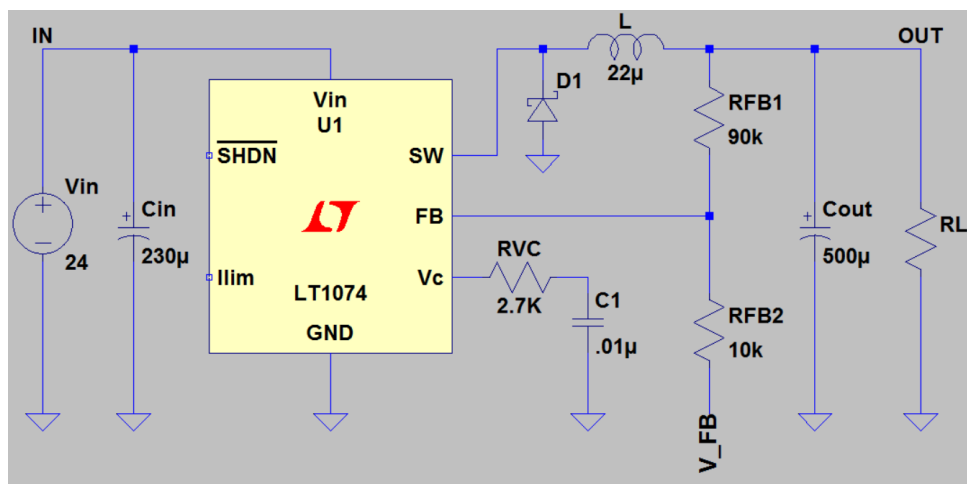 IN
L
OUT
22µ
D1
Vin
U1
RFB1
90k
SHDN
SW
Vin
24
Cin
230µ
FB
Cout
500µ
RL
Ilim
LT1074
Vc
RVC
2.7K
C1
.01µ
GND
RFB2
10k
V_FB